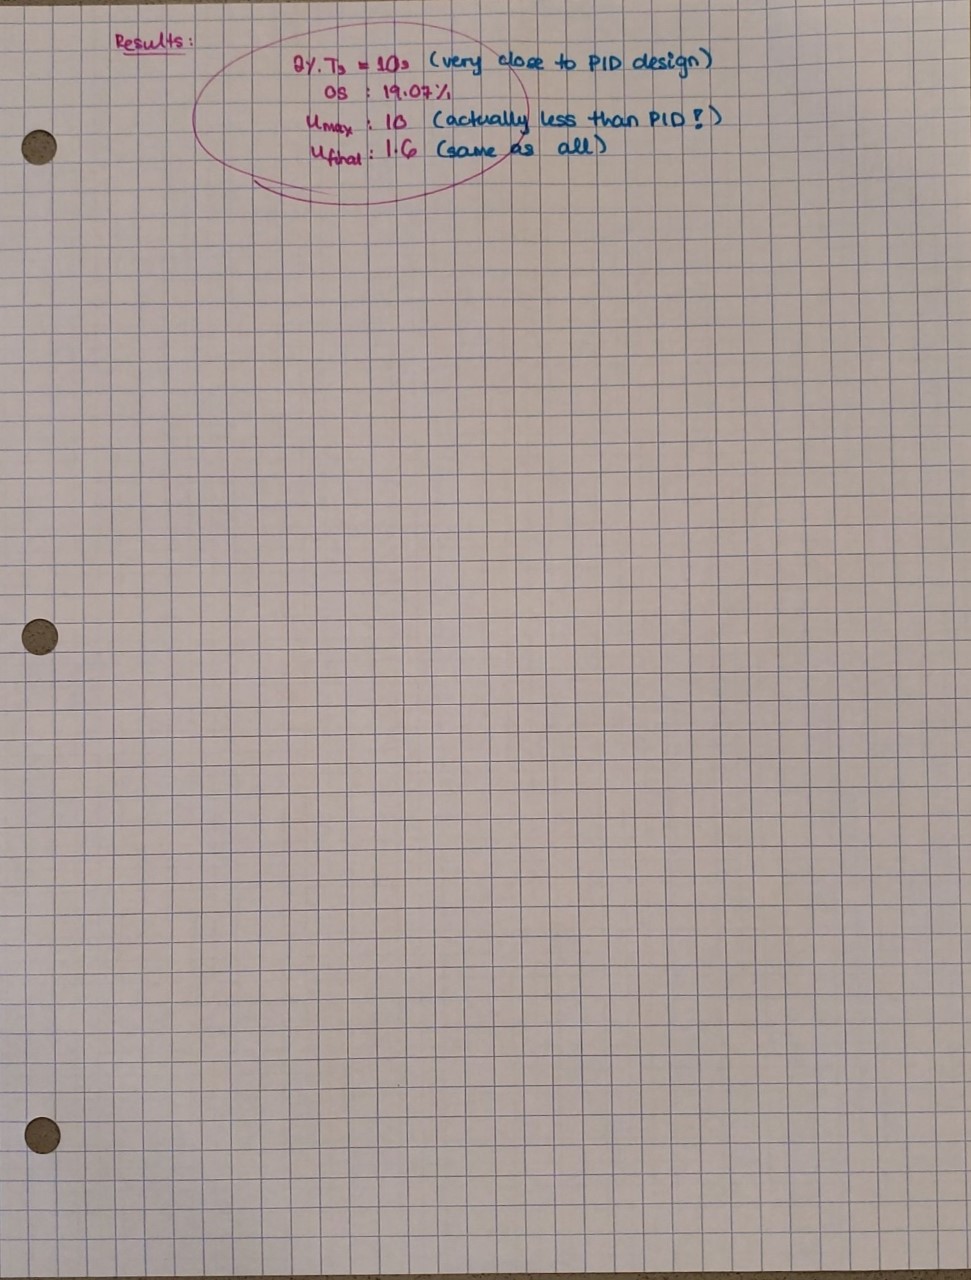 Results:
2% Ts = 10s (very close to PID design)
OS : 19.07%
Umax : 10 (actually less than PID!)
Ufinal : 1.6 (same as all)